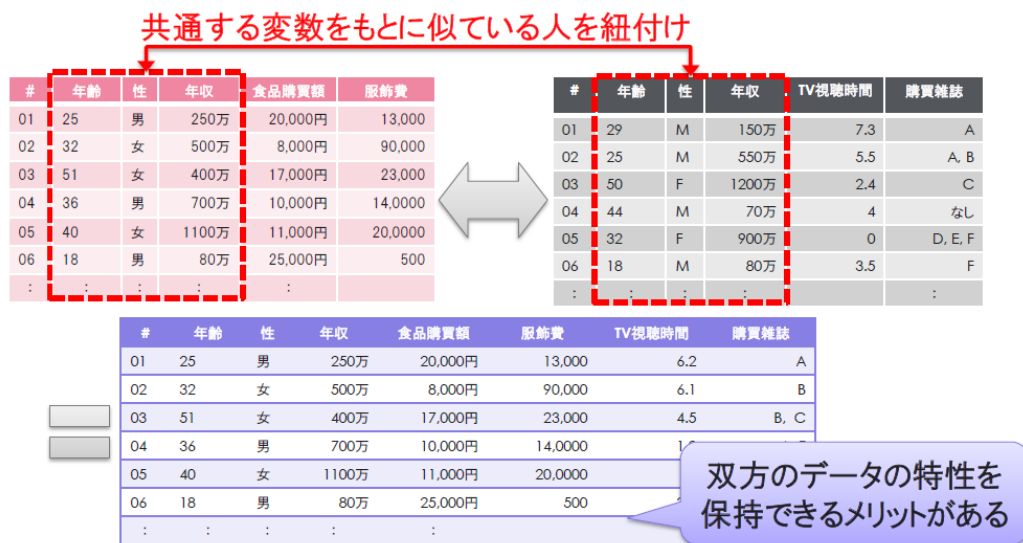 共通する変数をもとに似ている人を紐付け
# 年齢 性 年収 食品購買額 服飾費
01 25 男 250万 20,000円 13,000
02 32 女 500万 8,000円 90,000
03 51 女 400万 17,000円 23,000
04 36 男 700万 10,000円 14,0000
05 40 女 1100万 11,000円 20,0000
06 18 男 80万 25,000円 500
: : : : :
# 年齢 性 年収 TV視聴時間 購買雑誌
01 29 M 150万 7.3 A
02 25 M 550万 5.5 A, B
03 50 F 1200万 2.4 C
04 44 M 70万 4 なし
05 32 F 900万 0 D, E, F
06 18 M 80万 3.5 F
: : : : :
# 年齢 性 年収 食品購買額 服飾費 TV視聴時間 購買雑誌
01 25 男 250万 20,000円 13,000 6.2 A
02 32 女 500万 8,000円 90,000 6.1 B
03 51 女 400万 17,000円 23,000 4.5 B, C
04 36 男 700万 10,000円 14,0000
05 40 女 1100万 11,000円 20,0000
06 18 男 80万 25,000円 500
: : : : :
双方のデータの特性を
保持できるメリットがある